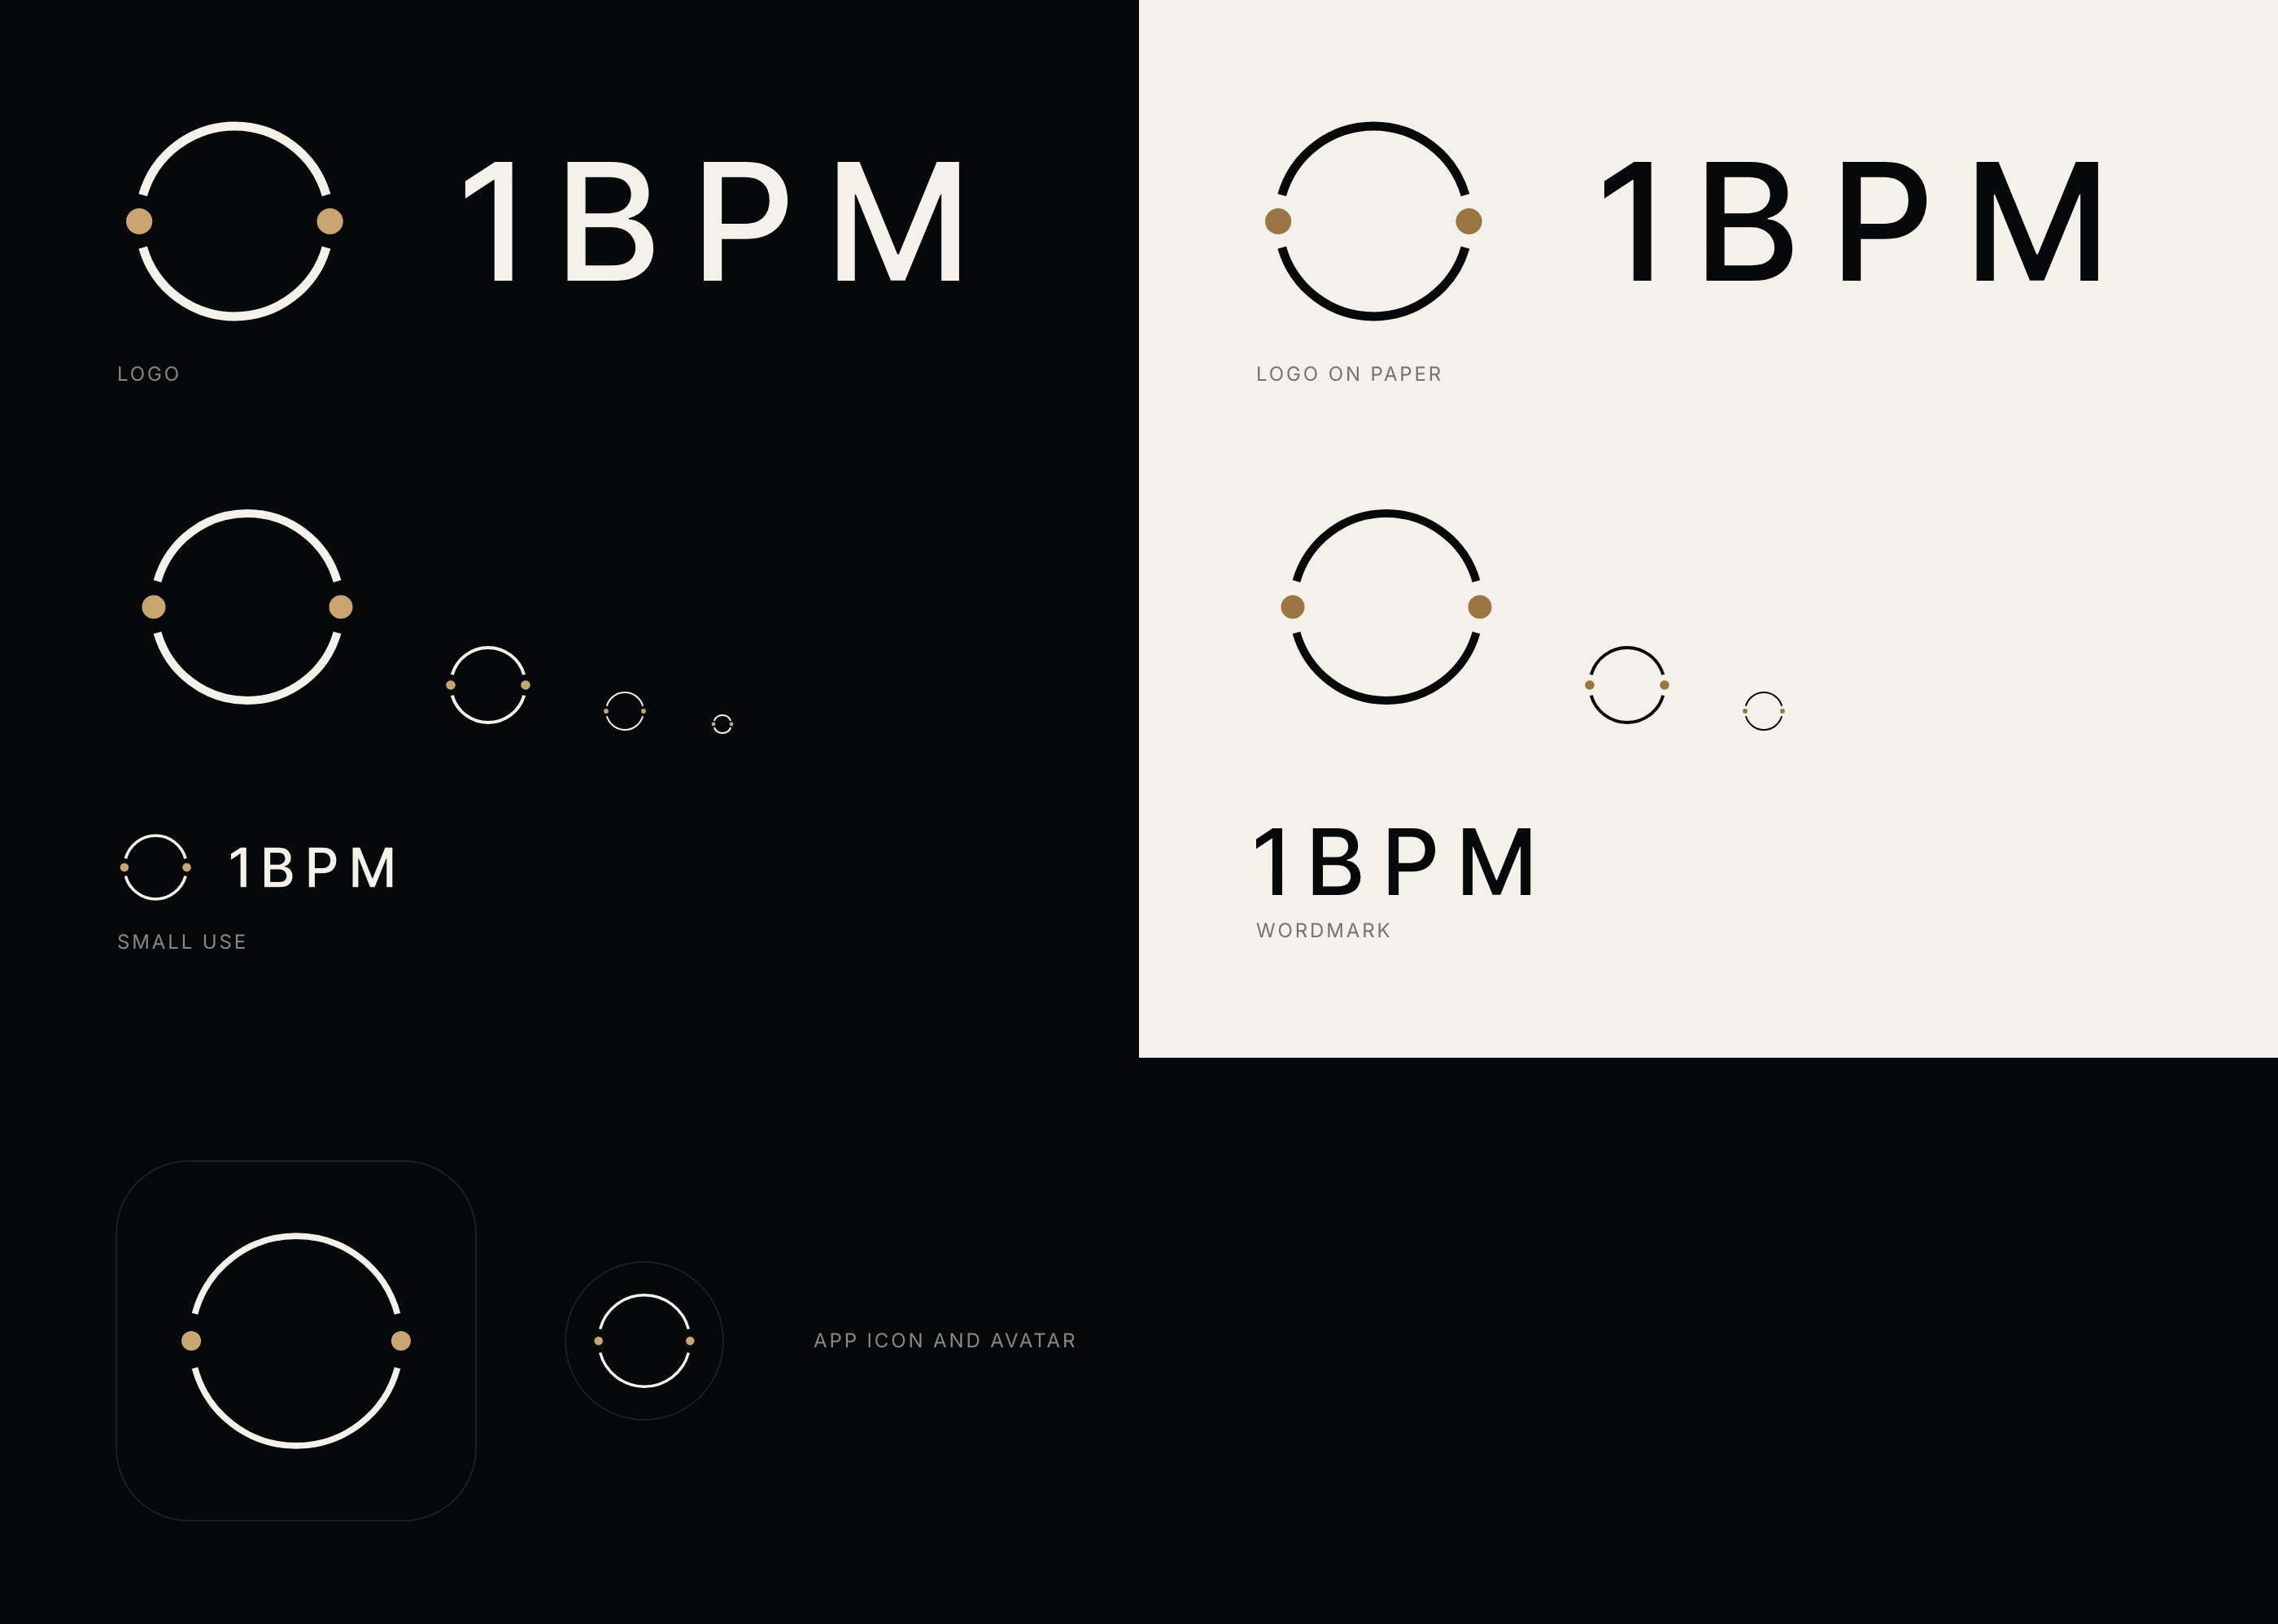 1BPM
LOGO
1BPM
SMALL USE
1BPM
LOGO ON PAPER
1BPM
WORDMARK
APP ICON AND AVATAR